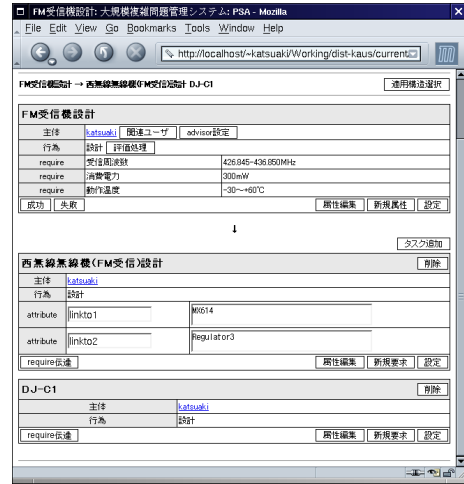 FM受信機設計: 大規模複雑問題管理システム: PSA - Mozilla
File Edit View Go Bookmarks Tools Window Help
http://localhost/~katsuaki/Working/dist-kaus/current
FM受信機設計 → 西無線無線機(FM受信)設計 DJ-C1 適用構造選択
FM受信機設計
主体 katsuaki 関連ユーザ advisor設定
行為 設計 評価処理
require 受信周波数 426.845-436.850MHz
require 消費電力 300mW
require 動作温度 -30~+60℃
成功 失敗 属性編集 新規属性 設定
↓
タスク追加
西無線無線機(FM受信)設計 削除
主体 katsuaki
行為 設計
attribute linkto1 MX614
attribute linkto2 Regulator3
require伝達 属性編集 新規要求 設定
DJ-C1 削除
主体 katsuaki
行為 設計
require伝達 属性編集 新規要求 設定